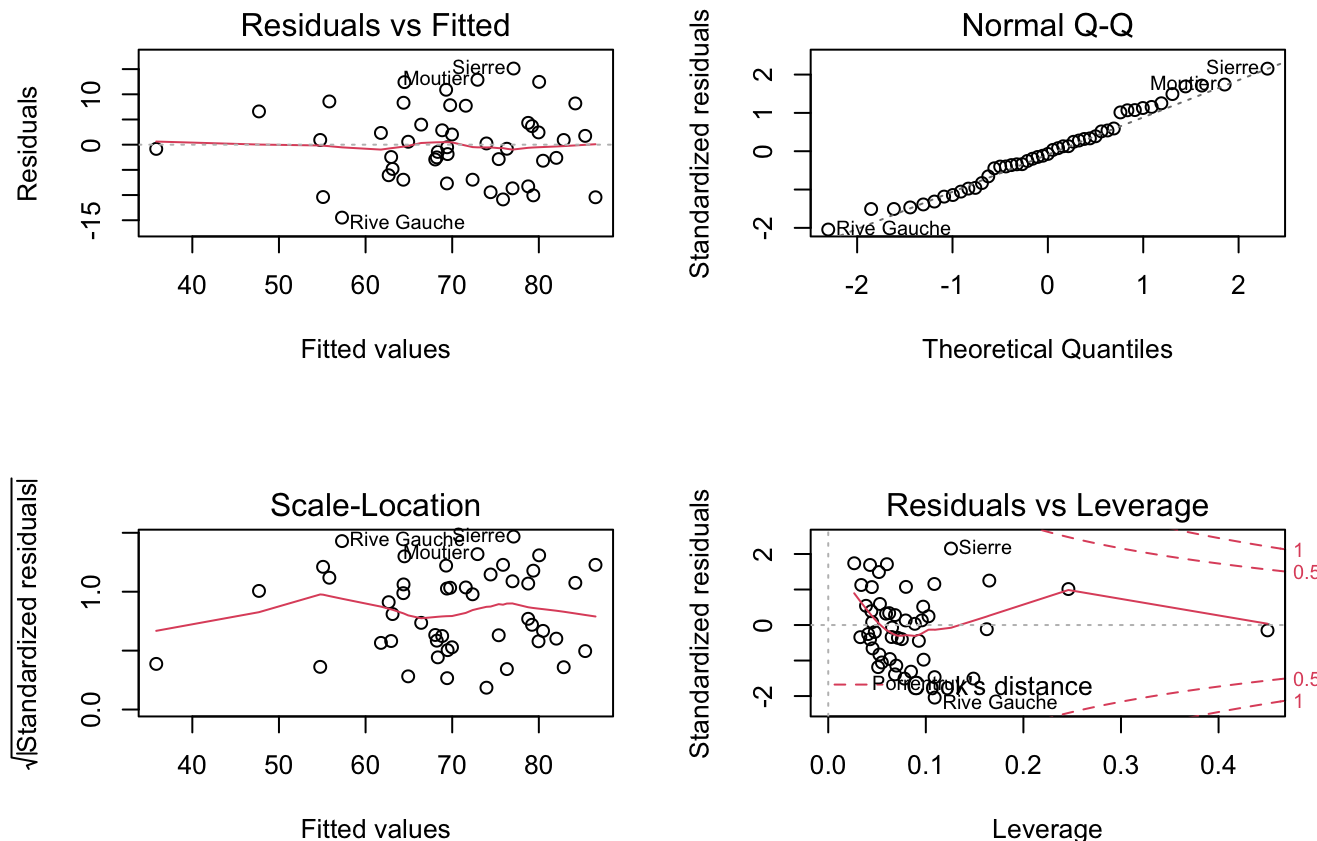 Residuals vs Fitted
Residuals
10
0
-15
Sierre
Moutier
Rive Gauche
40 50 60 70 80
Fitted values
Normal Q-Q
Standardized residuals
2
1
0
-2
Sierre
Moutier
Rive Gauche
-2 -1 0 1 2
Theoretical Quantiles
Scale-Location
√|Standardized residuals|
1.0
0.0
Rive Gauche
Sierre
Moutier
40 50 60 70 80
Fitted values
Residuals vs Leverage
Standardized residuals
2
0
-2
Sierre
1
0.5
0.5
1
Porrentruy
Cook's distance
Rive Gauche
0.0 0.1 0.2 0.3 0.4
Leverage